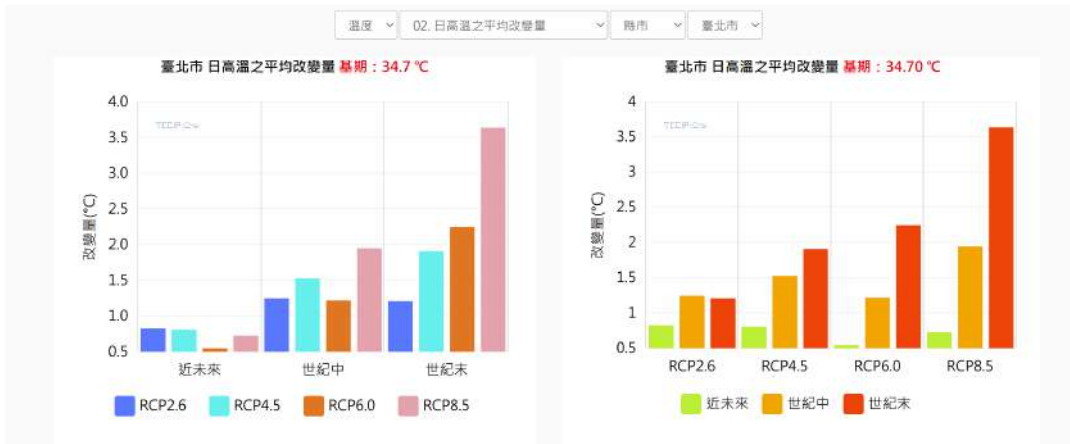 溫度 02. 日高溫之平均改變量 縣市 臺北市
臺北市 日高溫之平均改變量 基期：34.7 °C
4.0
3.5
3.0
2.5
2.0
1.5
1.0
0.5
改變量(°C)
近未來 世紀中 世紀末
RCP2.6 RCP4.5 RCP6.0 RCP8.5
臺北市 日高溫之平均改變量 基期：34.70 °C
4
3.5
3
2.5
2
1.5
1
0.5
改變量(°C)
RCP2.6 RCP4.5 RCP6.0 RCP8.5
近未來 世紀中 世紀末